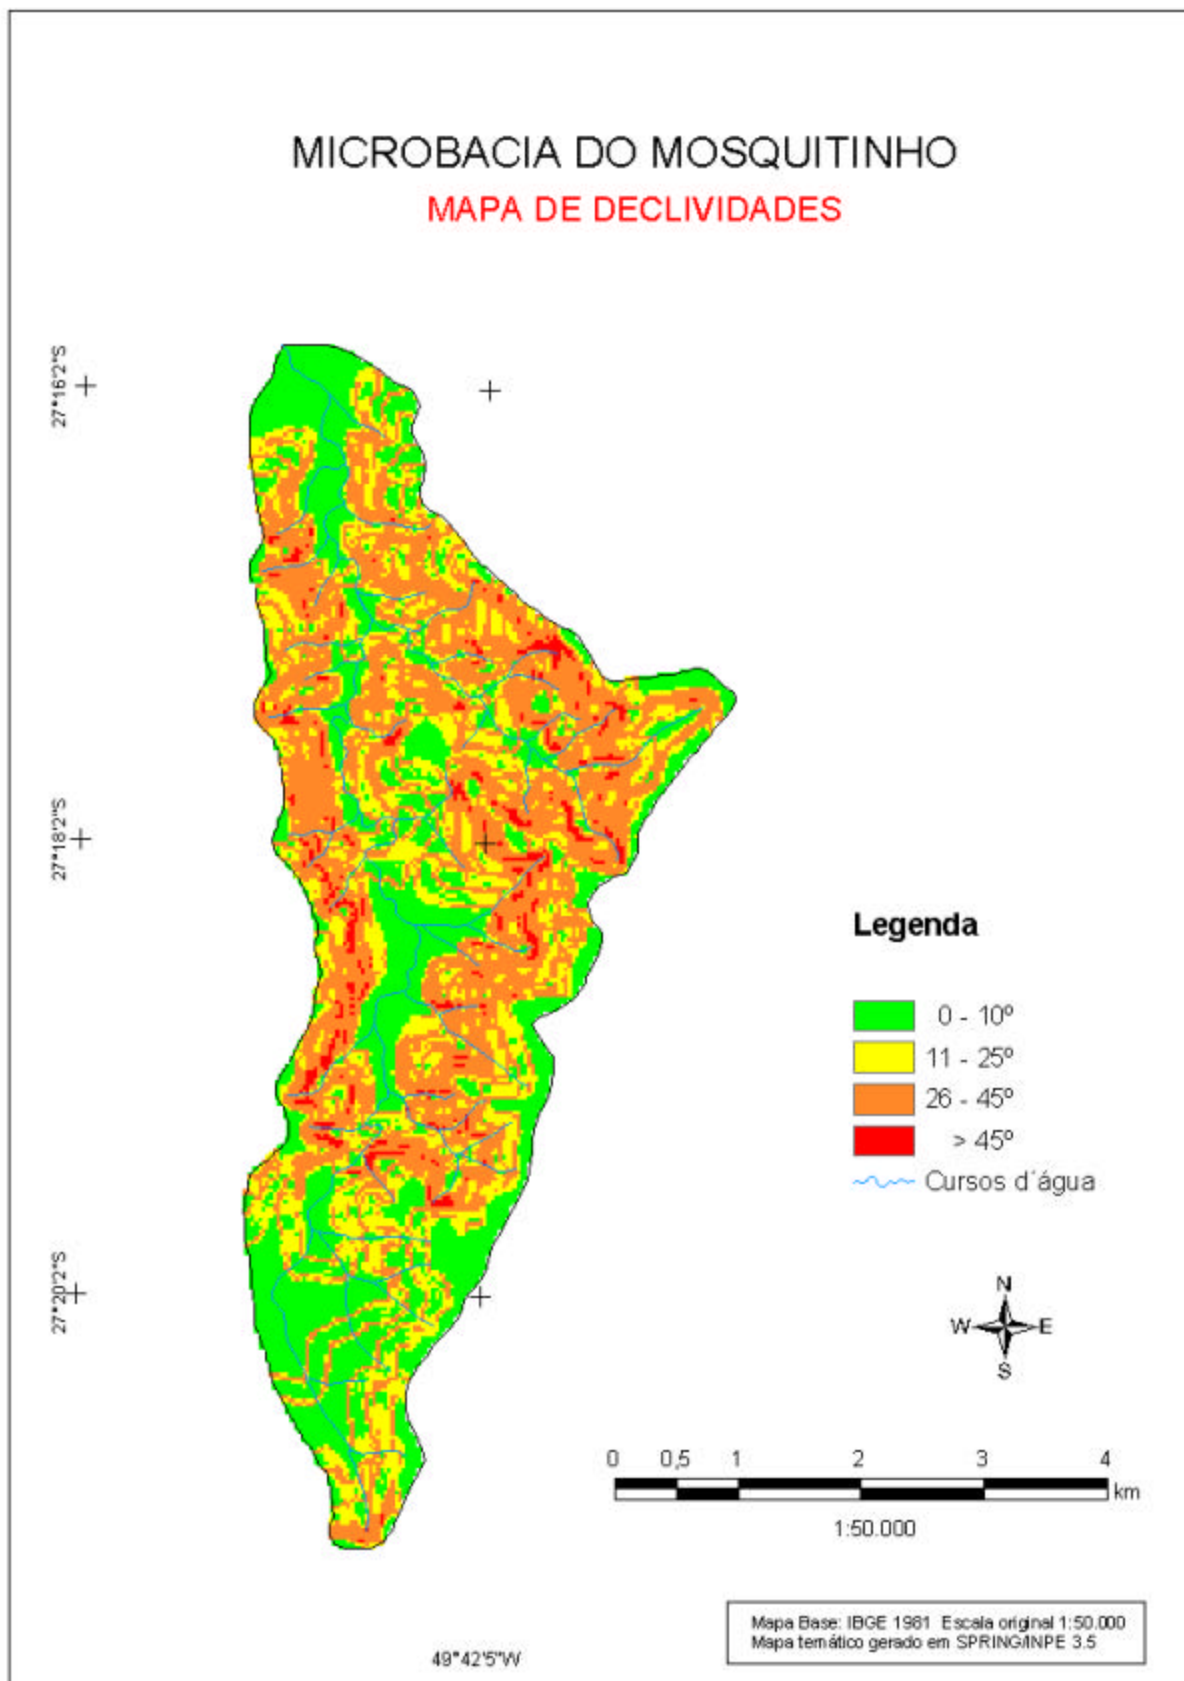 MICROBACIA DO MOSQUITINHO
MAPA DE DECLIVIDADES
27°16'2"S
27°18'2"S
27°20'2"S
Legenda
0 - 10º
11 - 25º
26 - 45º
> 45º
Cursos d´água
N
W E
S
0 0,5 1 2 3 4
km
1:50.000
Mapa Base: IBGE 1981 Escala original 1:50.000
Mapa temático gerado em SPRING/INPE 3.5
49°42'5"W